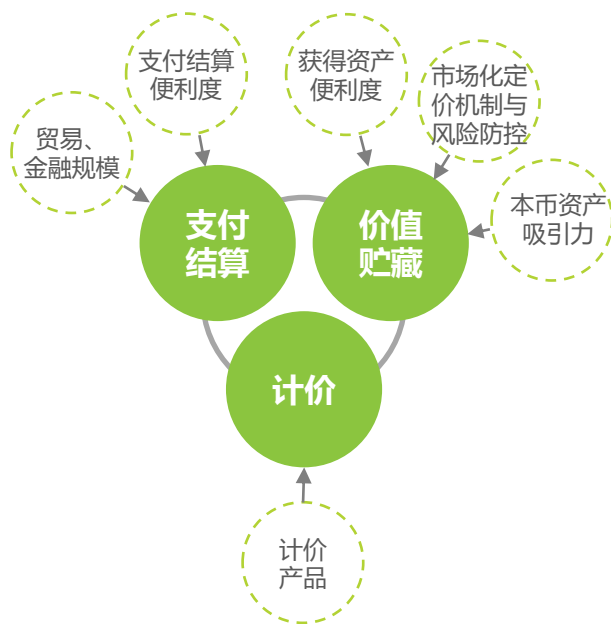 支付结算
便利度
获得资产
便利度
市场化定
价机制与
风险防控
贸易、
金融规模
本币资产
吸引力
支付
结算
价值
贮藏
计价
计价
产品